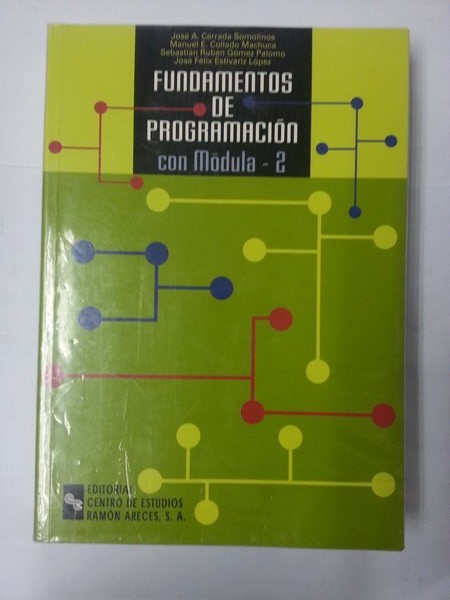 José A. Cerrada Somolinos
Manuel E. Collado Machuca
Sebastián Rubén Gómez Palomo
José Félix Estivariz López
FUNDAMENTOS
DE
PROGRAMACIÓN
con Módula - 2
EDITORIAL
CENTRO DE ESTUDIOS
RAMÓN ARECES, S. A.